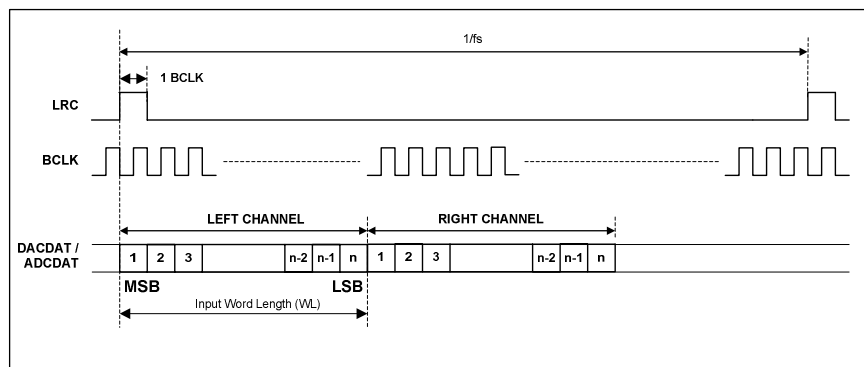 1/fs
1 BCLK
LRC
BCLK
LEFT CHANNEL RIGHT CHANNEL
DACDAT /
ADCDAT
1 2 3 n-2 n-1 n 1 2 3 n-2 n-1 n
MSB LSB
Input Word Length (WL)